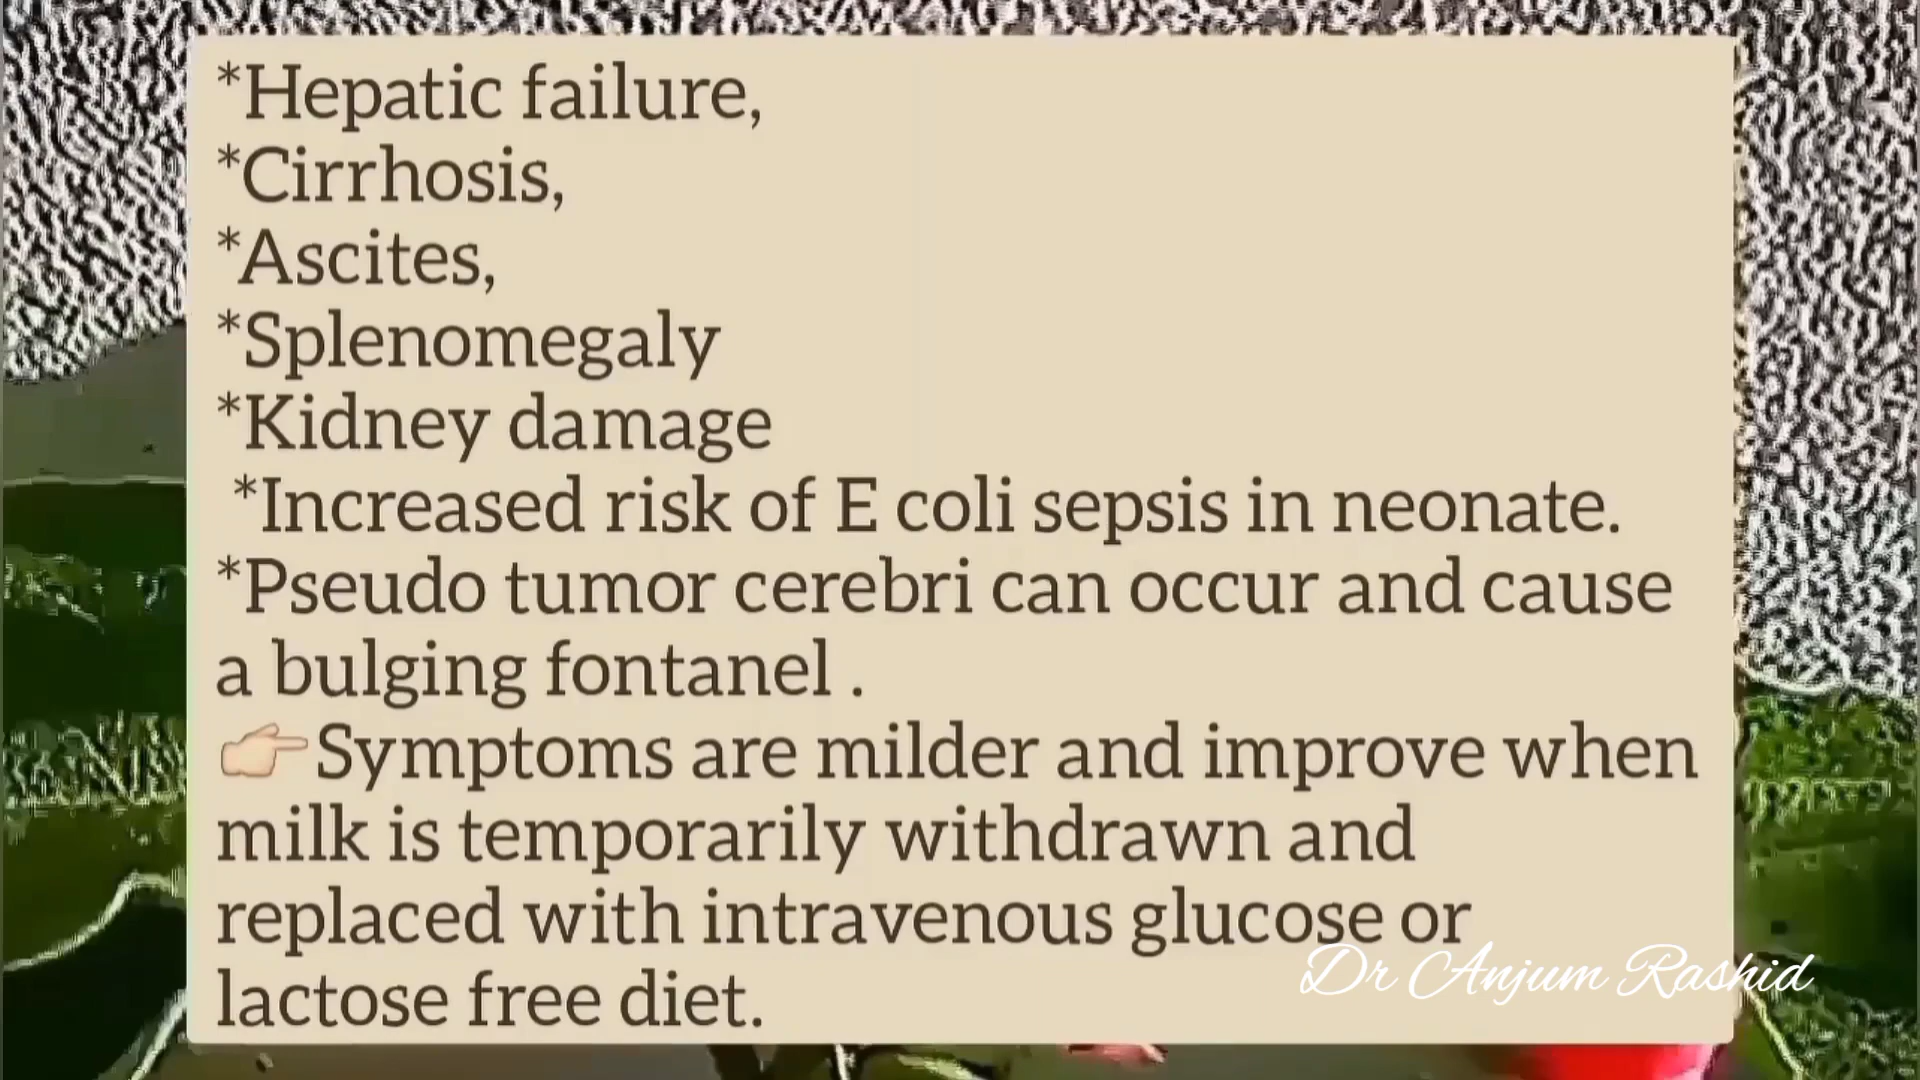 *Hepatic failure,
*Cirrhosis,
*Ascites,
*Splenomegaly
*Kidney damage
*Increased risk of E coli sepsis in neonate.
*Pseudo tumor cerebri can occur and cause
a bulging fontanel .
👉🏻Symptoms are milder and improve when
milk is temporarily withdrawn and
replaced with intravenous glucose or
lactose free diet.
Dr Anjum Rashid